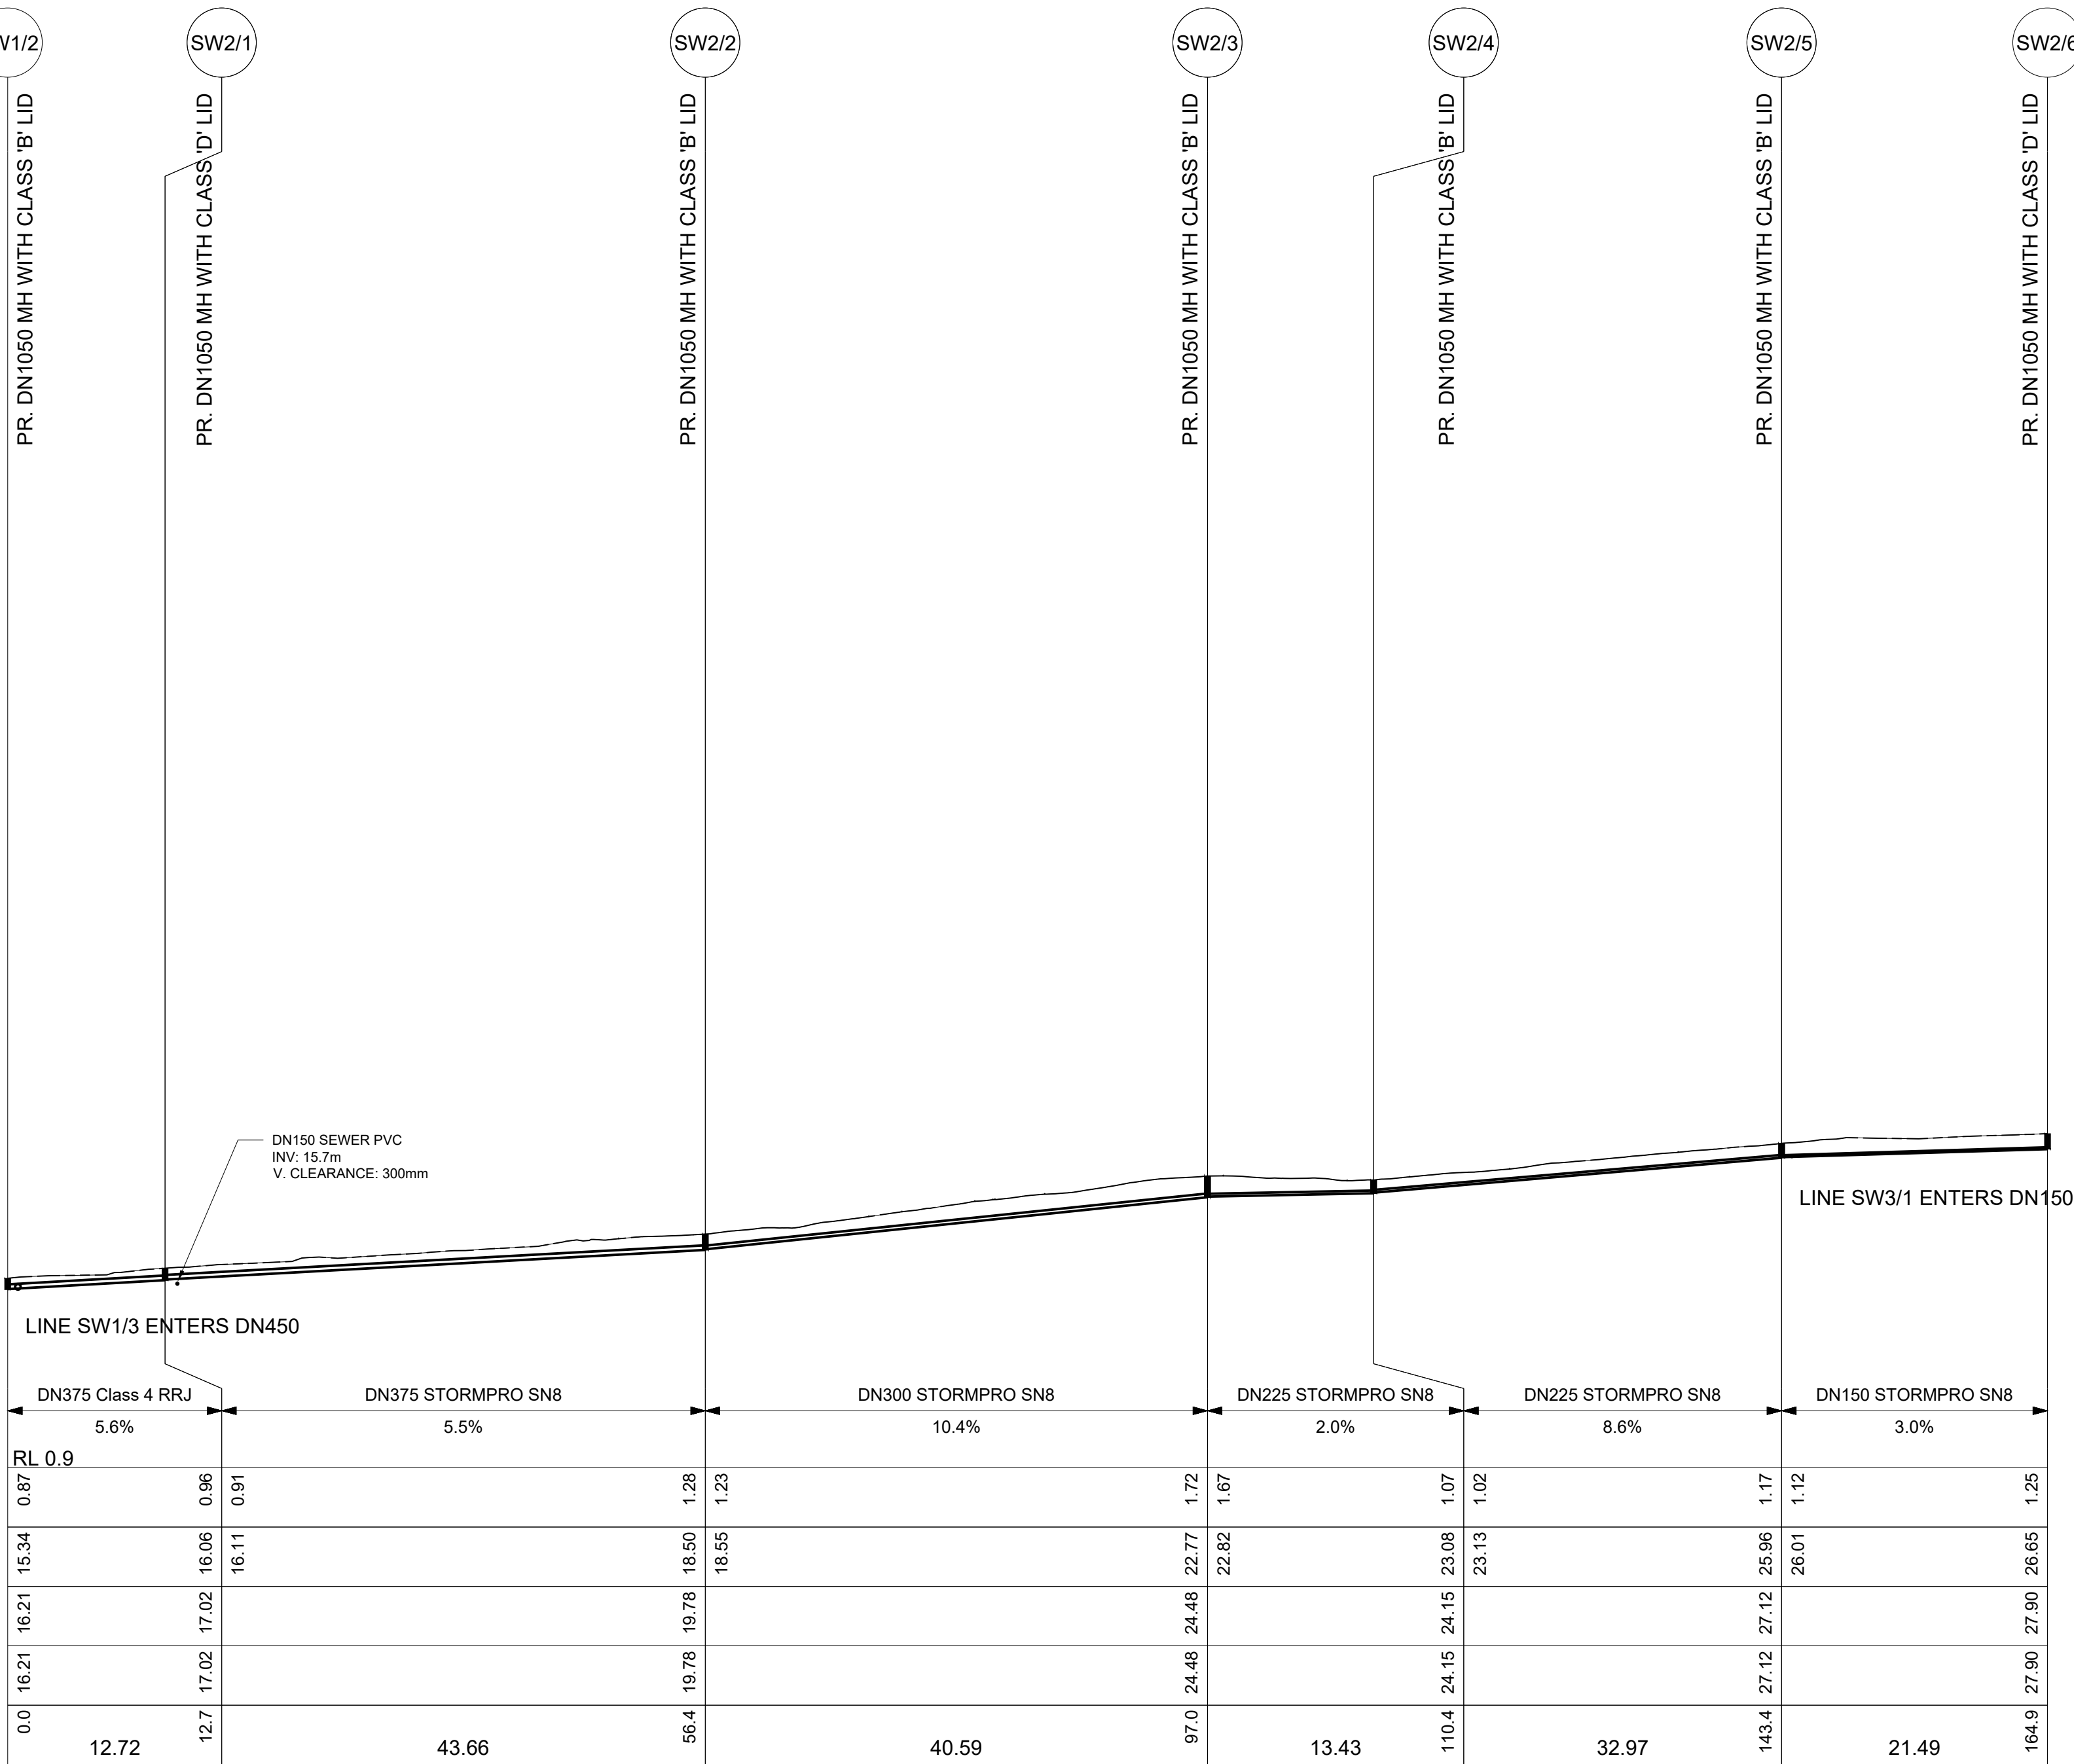 W1/2
SW2/1
SW2/2
SW2/3
SW2/4
SW2/5
SW2/6
PR. DN1050 MH WITH CLASS 'B' LID
PR. DN1050 MH WITH CLASS 'D' LID
PR. DN1050 MH WITH CLASS 'B' LID
PR. DN1050 MH WITH CLASS 'B' LID
PR. DN1050 MH WITH CLASS 'B' LID
PR. DN1050 MH WITH CLASS 'B' LID
PR. DN1050 MH WITH CLASS 'D' LID
DN150 SEWER PVC
INV: 15.7m
V. CLEARANCE: 300mm
LINE SW3/1 ENTERS DN150
LINE SW1/3 ENTERS DN450
DN375 Class 4 RRJ
DN375 STORMPRO SN8
DN300 STORMPRO SN8
DN225 STORMPRO SN8
DN225 STORMPRO SN8
DN150 STORMPRO SN8
5.6%
5.5%
10.4%
2.0%
8.6%
3.0%
RL 0.9
0.87
0.96
0.91
1.28
1.23
1.72
1.67
1.07
1.02
1.17
1.12
1.25
15.34
16.06
16.11
18.50
18.55
22.77
22.82
23.08
23.13
25.96
26.01
26.65
16.21
17.02
19.78
24.48
24.15
27.12
27.90
16.21
17.02
19.78
24.48
24.15
27.12
27.90
0.0
12.7
56.4
97.0
110.4
143.4
164.9
12.72
43.66
40.59
13.43
32.97
21.49